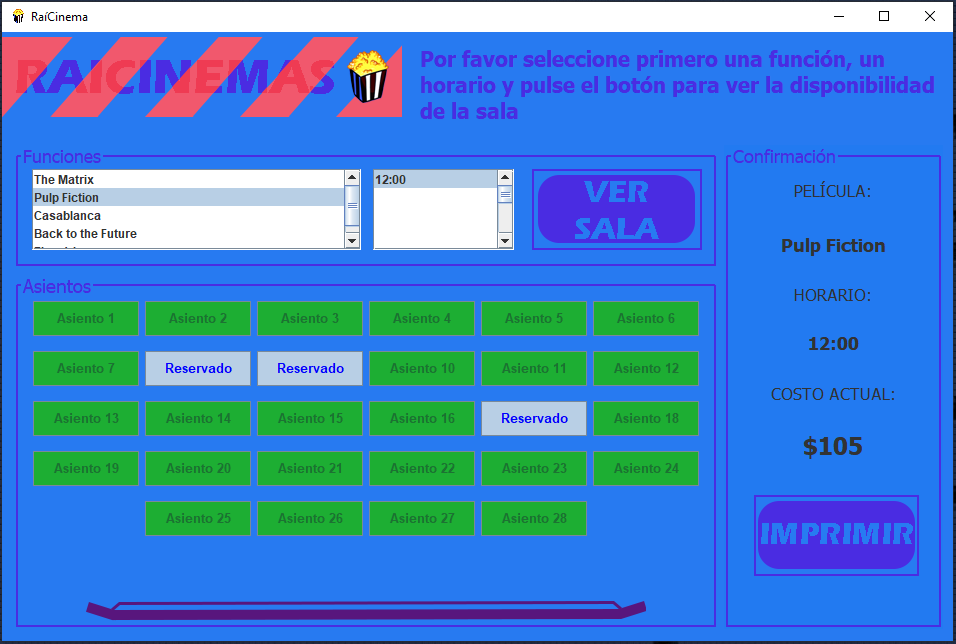 RaíCinema
RAICINEMAS
Por favor seleccione primero una función, un
horario y pulse el botón para ver la disponibilidad
de la sala
Funciones
The Matrix
Pulp Fiction
Casablanca
Back to the Future
12:00
VER
SALA
Asientos
Asiento 1
Asiento 2
Asiento 3
Asiento 4
Asiento 5
Asiento 6
Asiento 7
Reservado
Reservado
Asiento 10
Asiento 11
Asiento 12
Asiento 13
Asiento 14
Asiento 15
Asiento 16
Reservado
Asiento 18
Asiento 19
Asiento 20
Asiento 21
Asiento 22
Asiento 23
Asiento 24
Asiento 25
Asiento 26
Asiento 27
Asiento 28
Confirmación
PELÍCULA:
Pulp Fiction
HORARIO:
12:00
COSTO ACTUAL:
$105
IMPRIMIR